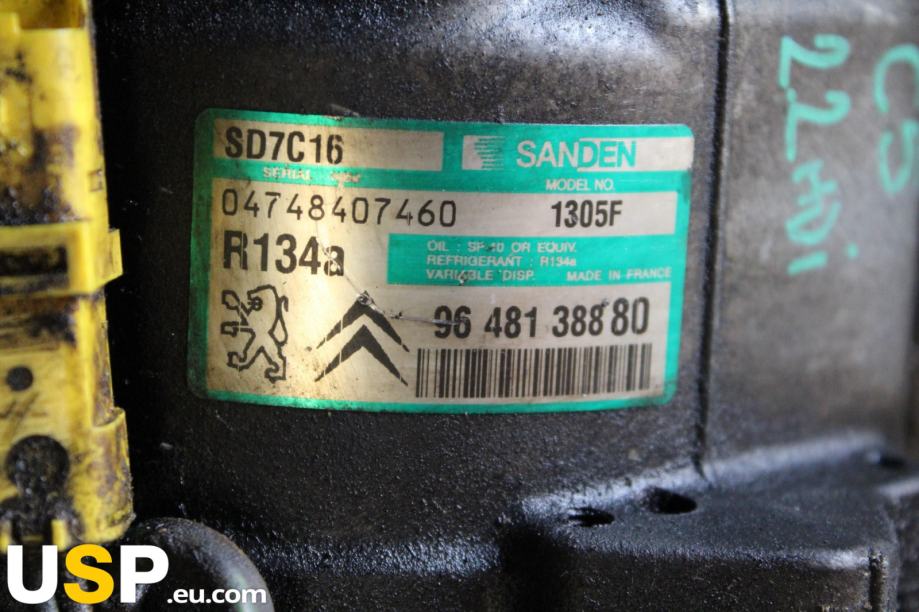 SD7C16
SANDEN
SERIAL
MODEL NO.
04748407460
1305F
R134a
OIL : SP-10 OR EQUIV.
REFRIGERANT : R134a
VARIABLE DISP. MADE IN FRANCE
96 481 388 80
C5
2.2 HDi
USP.eu.com